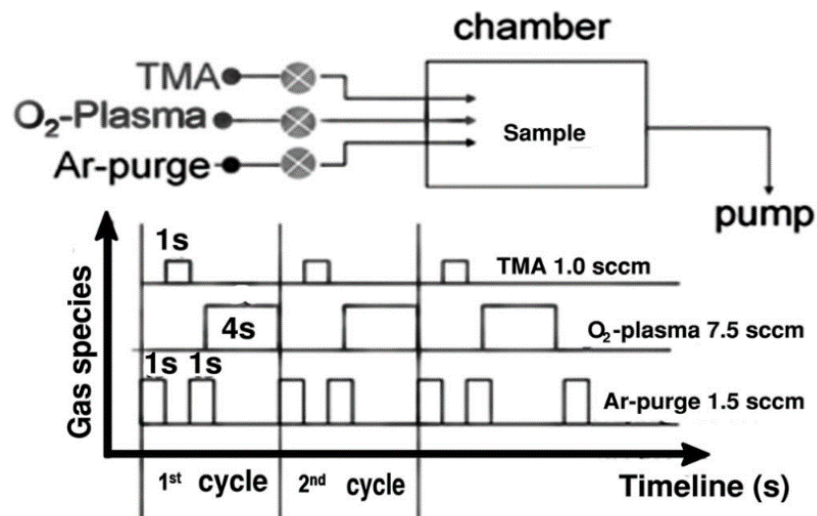 chamber
TMA
O₂-Plasma
Ar-purge
Sample
pump
Gas species
1s
TMA 1.0 sccm
4s
O₂-plasma 7.5 sccm
1s 1s
Ar-purge 1.5 sccm
1st cycle
2nd cycle
Timeline (s)